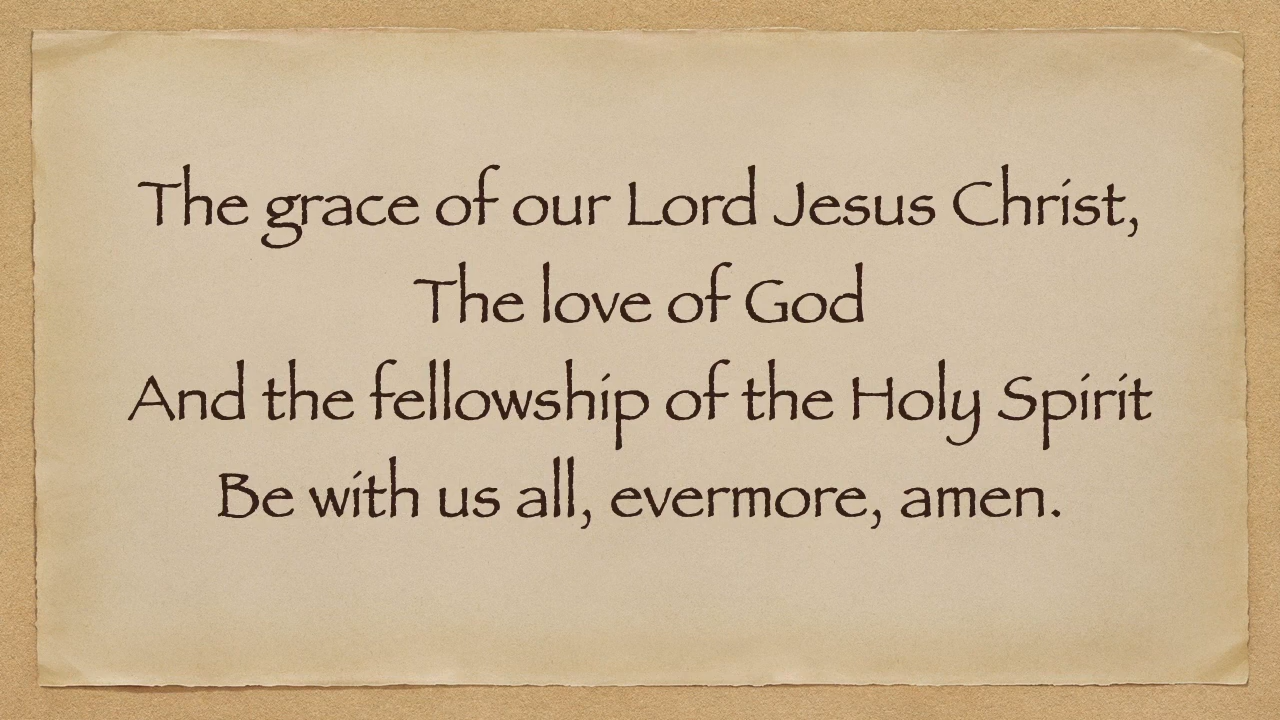 The grace of our Lord Jesus Christ,
The love of God
And the fellowship of the Holy Spirit
Be with us all, evermore, amen.